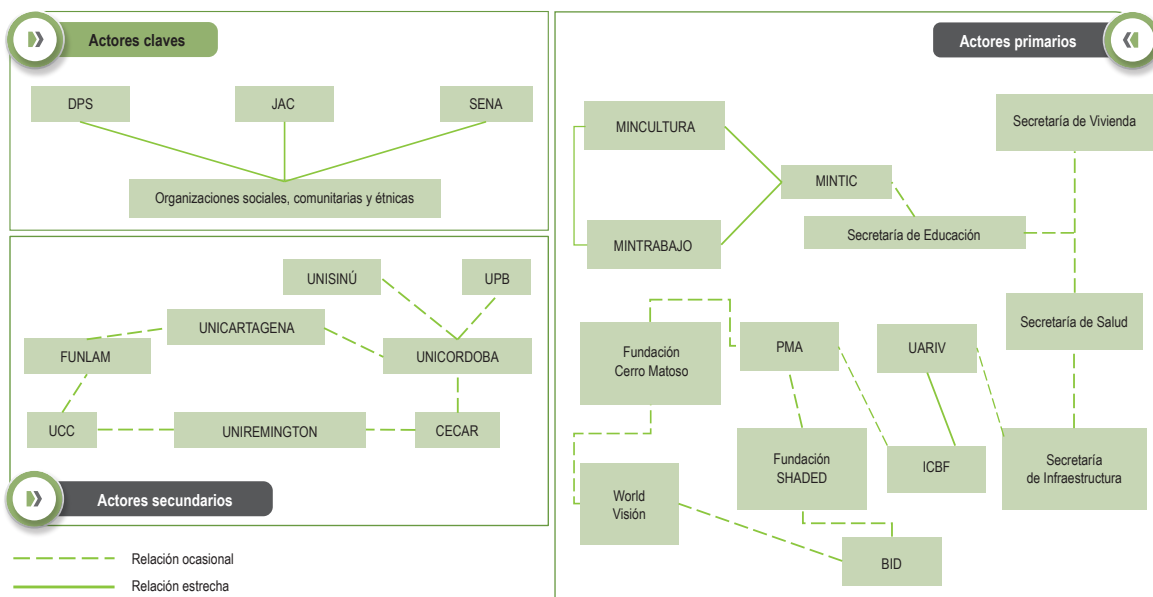 Actores claves
DPS
JAC
SENA
Organizaciones sociales, comunitarias y étnicas
UNISINÚ
UPB
UNICARTAGENA
FUNLAM
UNICORDOBA
UCC
UNIREMINGTON
CECAR
Actores secundarios
Relación ocasional
Relación estrecha
Actores primarios
MINCULTURA
Secretaría de Vivienda
MINTIC
MINTRABAJO
Secretaría de Educación
Fundación
Cerro Matoso
PMA
UARIV
Secretaría de Salud
Fundación
SHADED
ICBF
Secretaría
de Infraestructura
World
Visión
BID